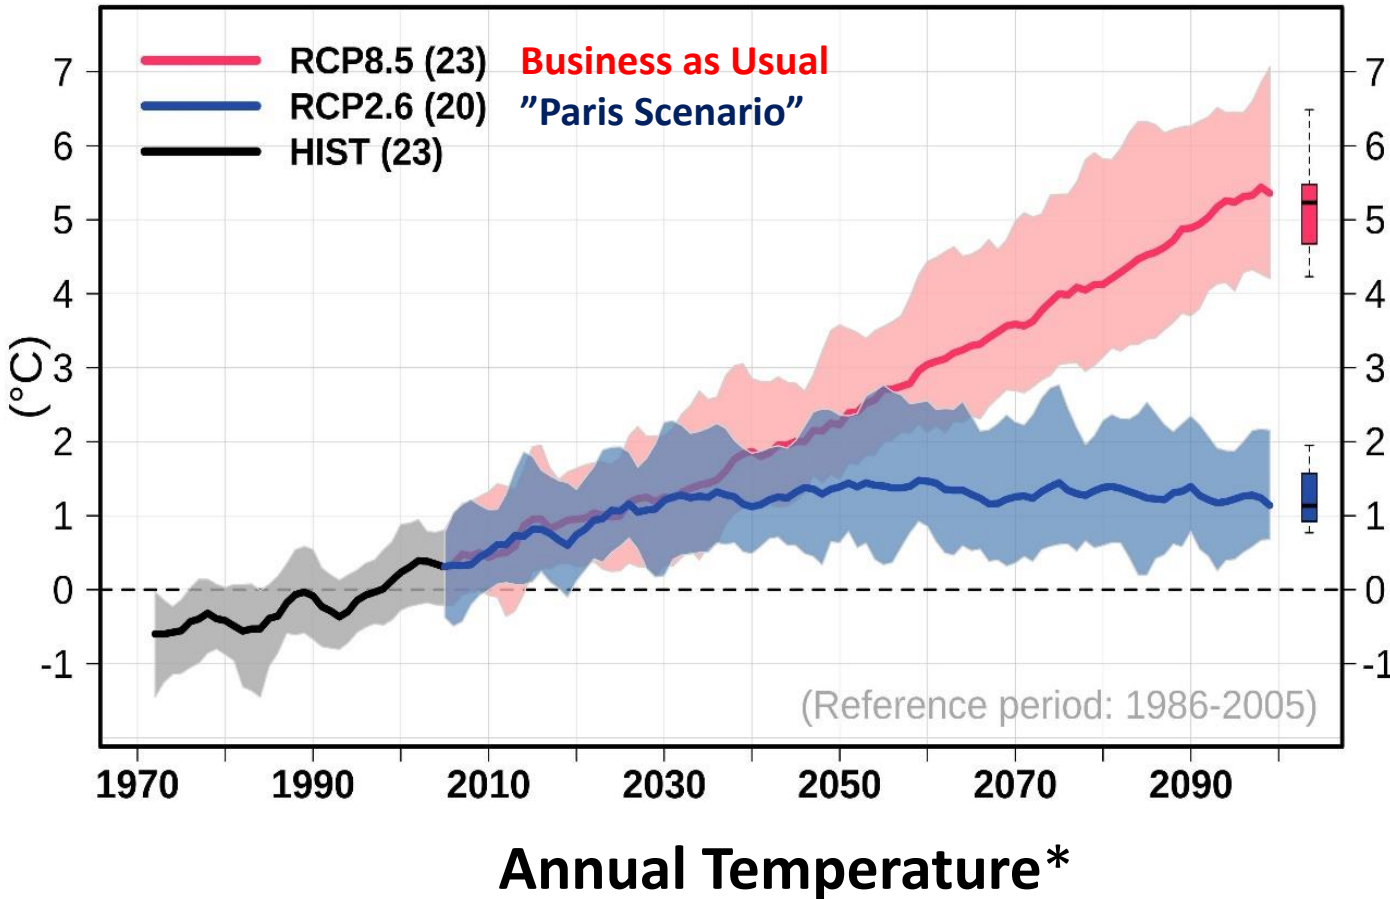 RCP8.5 (23) Business as Usual
RCP2.6 (20) ”Paris Scenario”
HIST (23)
7 7
6 6
5 5
4 4
3 3
2 2
1 1
0 0
-1 -1
(°C)
(Reference period: 1986-2005)
1970 1990 2010 2030 2050 2070 2090
Annual Temperature*